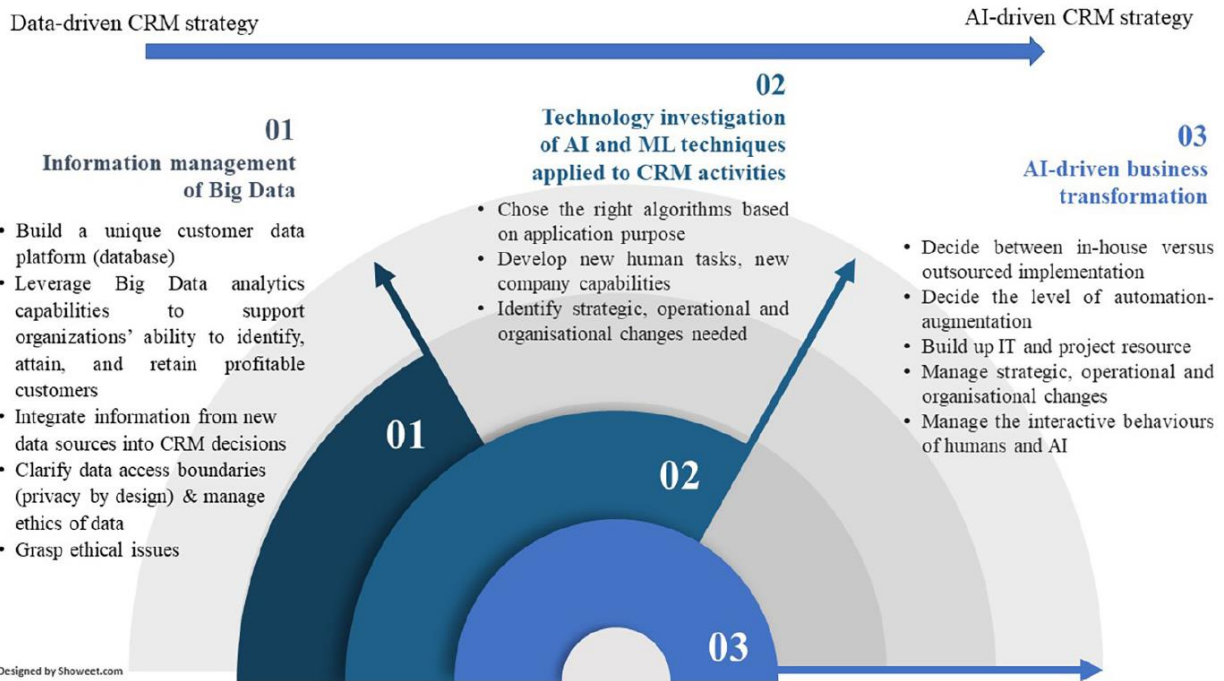 Data-driven CRM strategy
AI-driven CRM strategy
01
Information management
of Big Data
• Build a unique customer data
platform (database)
• Leverage Big Data analytics
capabilities to support
organizations’ ability to identify,
attain, and retain profitable
customers
• Integrate information from new
data sources into CRM decisions
• Clarify data access boundaries
(privacy by design) & manage
ethics of data
• Grasp ethical issues
02
Technology investigation
of AI and ML techniques
applied to CRM activities
• Chose the right algorithms based
on application purpose
• Develop new human tasks, new
company capabilities
• Identify strategic, operational and
organisational changes needed
03
AI-driven business
transformation
• Decide between in-house versus
outsourced implementation
• Decide the level of automation-
augmentation
• Build up IT and project resource
• Manage strategic, operational and
organisational changes
• Manage the interactive behaviours
of humans and AI
01
02
03
Designed by Showeet.com